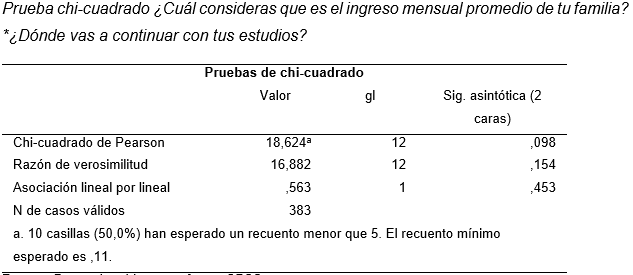 Prueba chi-cuadrado ¿Cuál consideras que es el ingreso mensual promedio de tu familia?
*¿Dónde vas a continuar con tus estudios?
Pruebas de chi-cuadrado
Valor gl Sig. asintótica (2
caras)
Chi-cuadrado de Pearson 18,624ª 12 ,098
Razón de verosimilitud 16,882 12 ,154
Asociación lineal por lineal ,563 1 ,453
N de casos válidos 383
a. 10 casillas (50,0%) han esperado un recuento menor que 5. El recuento mínimo
esperado es ,11.